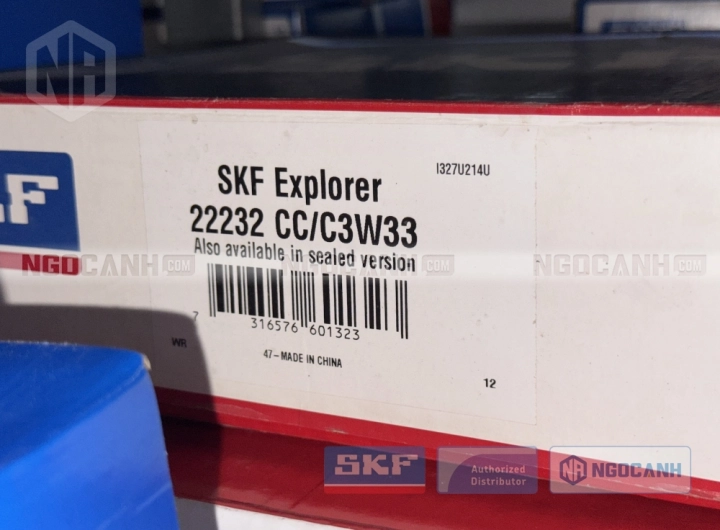 SKF Explorer
I327U214U
22232 CC/C3W33
Also available in sealed version
NGOCANH.COM
NGOCANH.COM
7 316576 601323
WR
47-MADE IN CHINA
12
SKF
Authorized
Distributor
NGOCANH